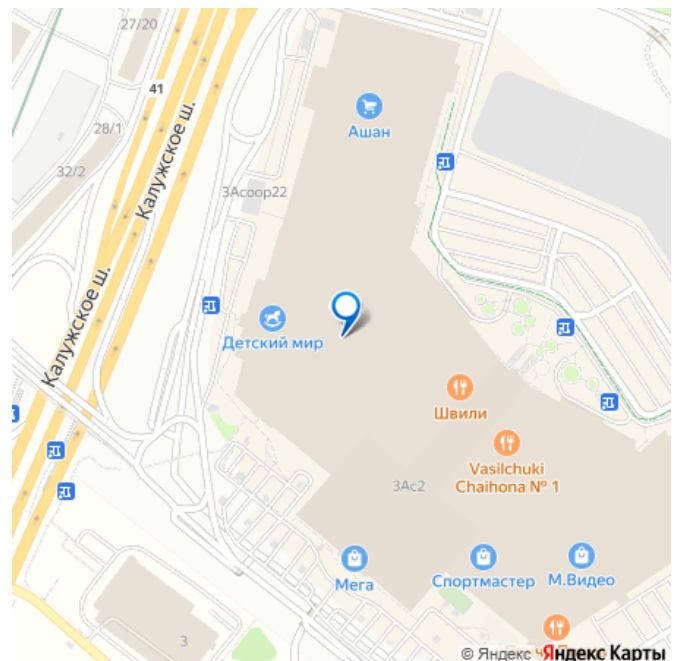 27/20
41
Калужское ш.
28/1
Ашан
32/2
3Асоор22
Калужское ш.
Детский мир
Швили
Vasilchuki
Chaihona № 1
3Ас2
Мега
Спортмастер
М.Видео
3
© Яндекс
Яндекс Карты